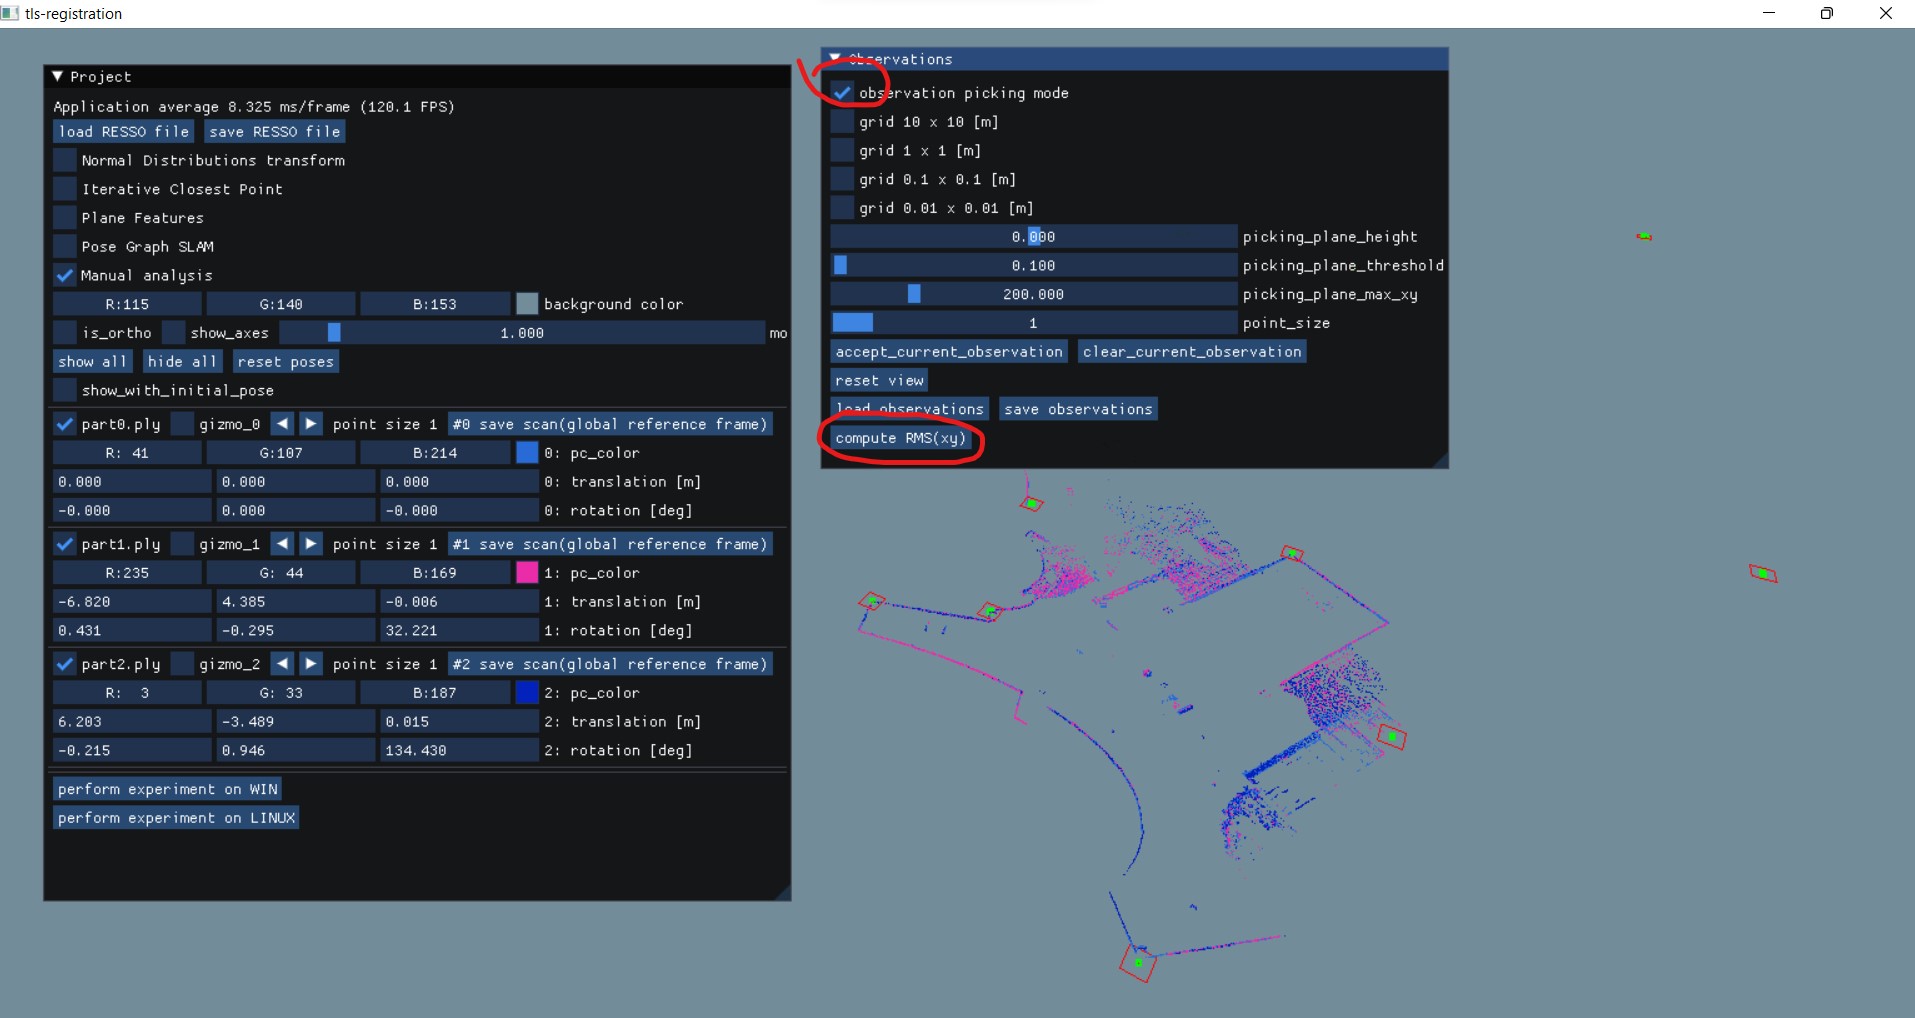 tls-registration
Project
Application average 8.325 ms/frame (120.1 FPS)
load RESSO file save RESSO file
Normal Distributions transform
Iterative Closest Point
Plane Features
Pose Graph SLAM
Manual analysis
R:115 G:140 B:153 background color
is_ortho show_axes 1.000 mo
show all hide all reset poses
show_with_initial_pose
part0.ply gizmo_0 point size 1 #0 save scan(global reference frame)
R: 41 G:107 B:214 0: pc_color
0.000 0.000 0.000 0: translation [m]
-0.000 0.000 -0.000 0: rotation [deg]
part1.ply gizmo_1 point size 1 #1 save scan(global reference frame)
R:235 G: 44 B:169 1: pc_color
-6.820 4.385 -0.006 1: translation [m]
0.431 -0.295 32.221 1: rotation [deg]
part2.ply gizmo_2 point size 1 #2 save scan(global reference frame)
R: 3 G: 33 B:187 2: pc_color
6.203 -3.489 0.015 2: translation [m]
-0.215 0.946 134.430 2: rotation [deg]
perform experiment on WIN
perform experiment on LINUX
Observations
observation picking mode
grid 10 x 10 [m]
grid 1 x 1 [m]
grid 0.1 x 0.1 [m]
grid 0.01 x 0.01 [m]
0.000 picking_plane_height
0.100 picking_plane_threshold
200.000 picking_plane_max_xy
1 point_size
accept_current_observation clear_current_observation
reset view
load observations save observations
compute RMS(xy)